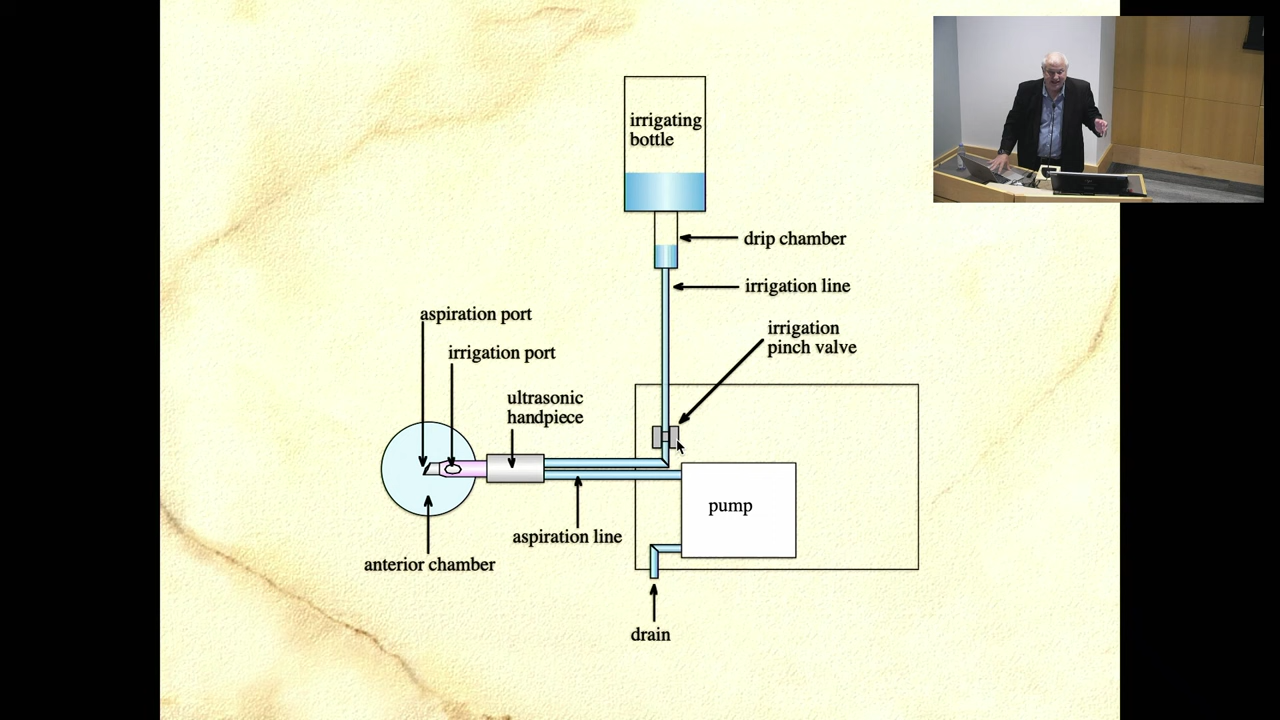 irrigating
bottle
drip chamber
irrigation line
irrigation
pinch valve
aspiration port
irrigation port
ultrasonic
handpiece
pump
aspiration line
anterior chamber
drain